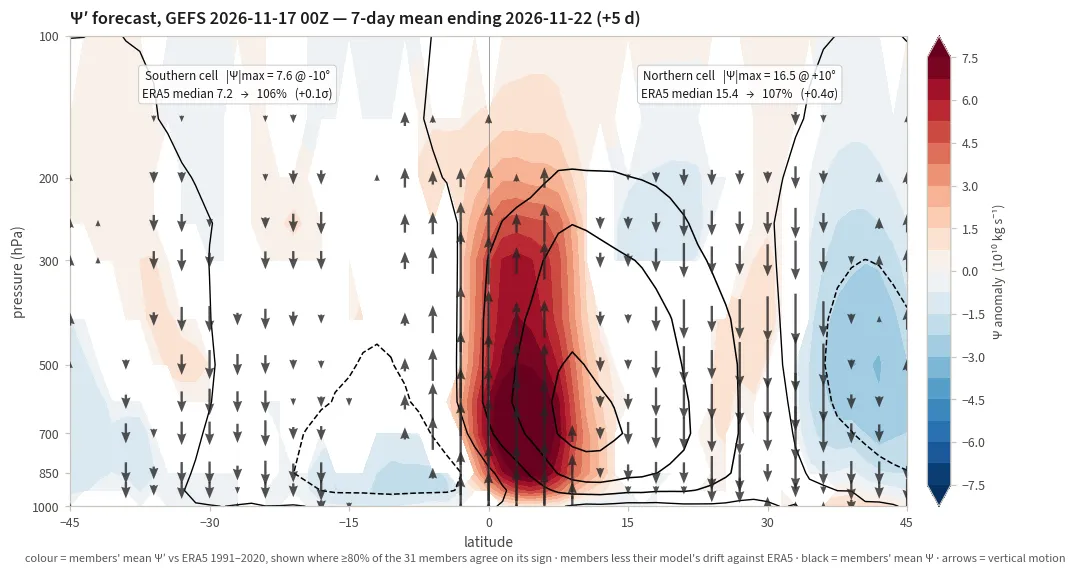 Ψ′ forecast, GEFS 2026-11-17 00Z — 7-day mean ending 2026-11-22 (+5 d)
Southern cell |Ψ|max = 7.6 @ -10°
ERA5 median 7.2 → 106% (+0.1σ)
Northern cell |Ψ|max = 16.5 @ +10°
ERA5 median 15.4 → 107% (+0.4σ)
pressure (hPa)
100
200
300
400
500
700
850
1000
−45
−30
−15
0
15
30
45
latitude
7.5
6.0
4.5
3.0
1.5
0.0
−1.5
−3.0
−4.5
−6.0
−7.5
Ψ anomaly (10¹⁰ kg s⁻¹)
colour = members' mean Ψ′ vs ERA5 1991–2020, shown where ≥80% of the 31 members agree on its sign · members less their model's drift against ERA5 · black = members' mean Ψ · arrows = vertical motion